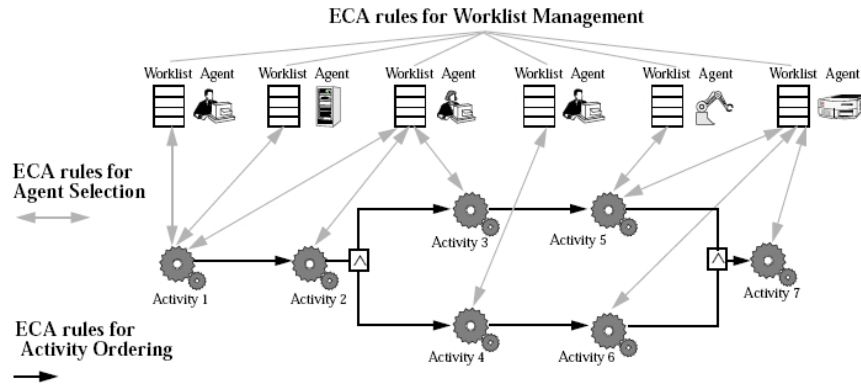 ECA rules for Worklist Management
Worklist Agent Worklist Agent Worklist Agent Worklist Agent Worklist Agent Worklist Agent
ECA rules for
Agent Selection
Activity 3 Activity 5
Activity 1 Activity 2 Activity 7
ECA rules for
Activity Ordering
Activity 4 Activity 6